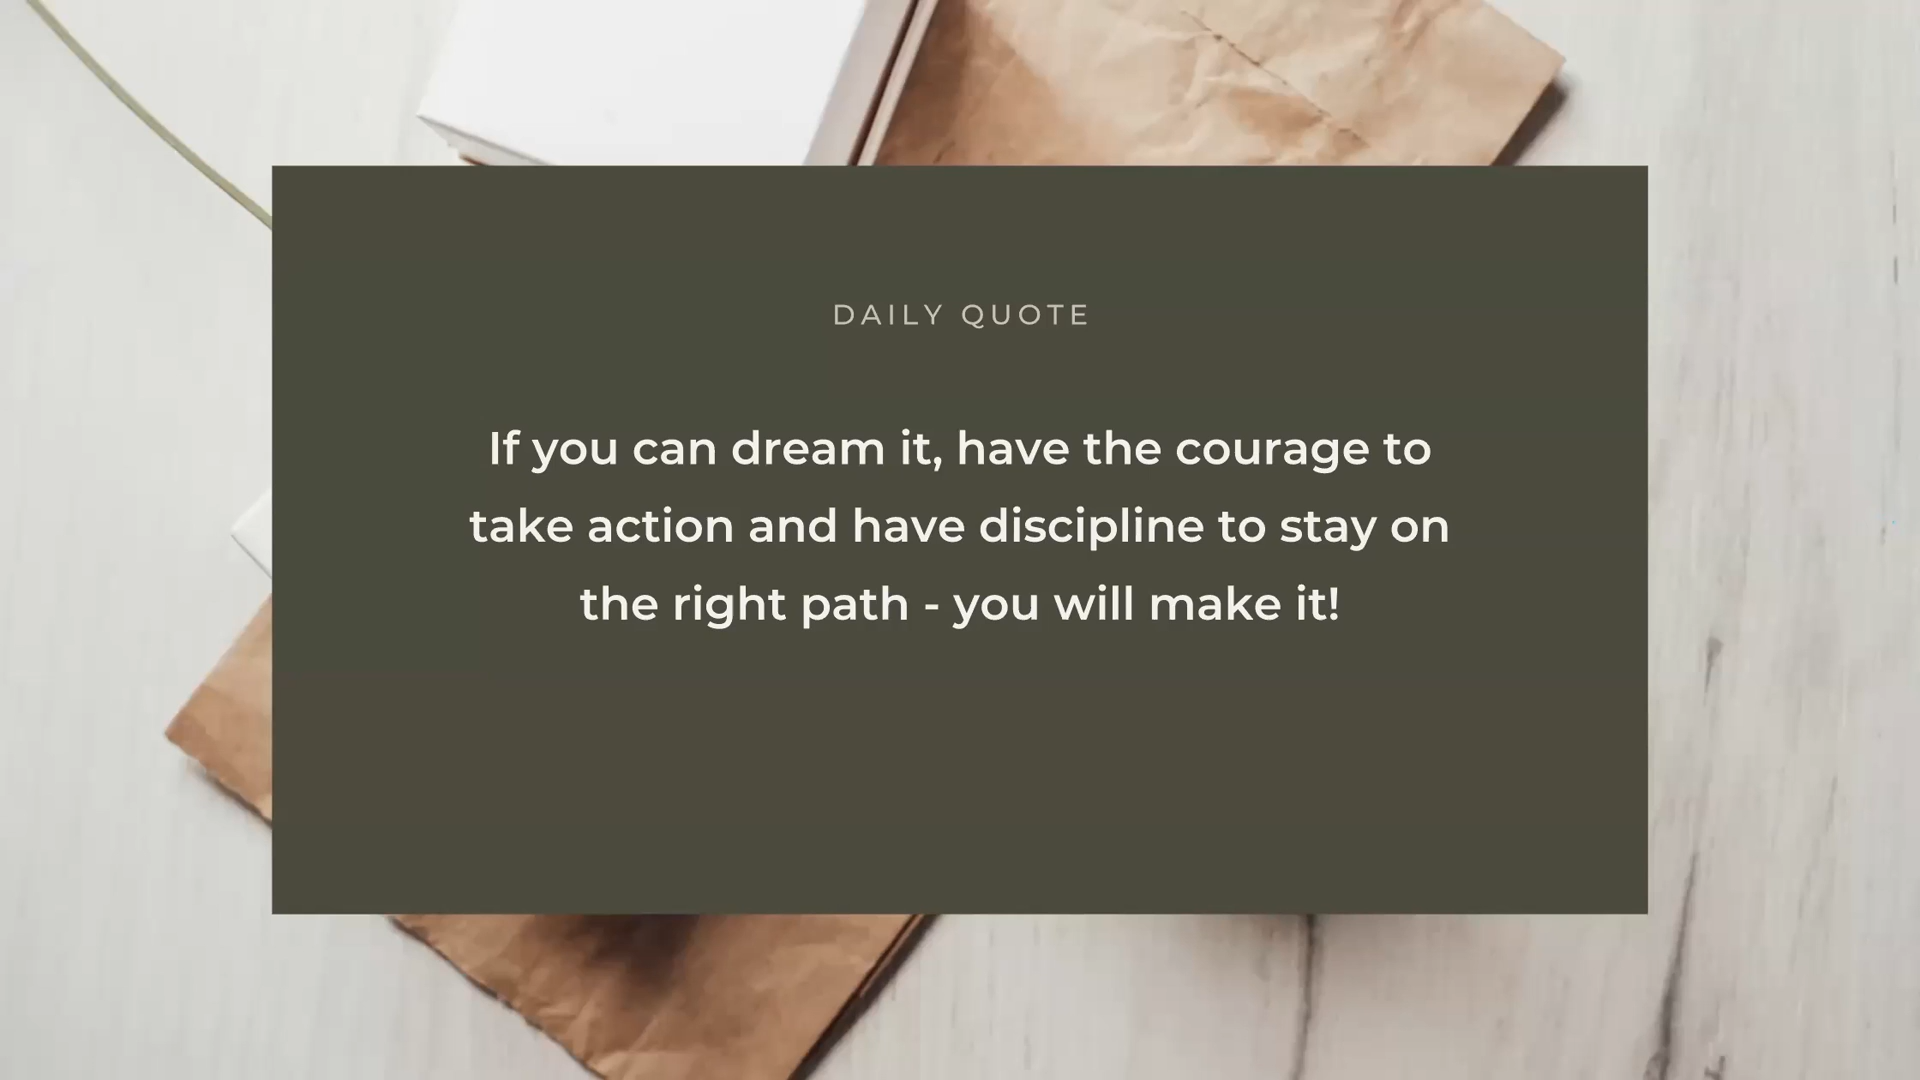 DAILY QUOTE
If you can dream it, have the courage to
take action and have discipline to stay on
the right path - you will make it!